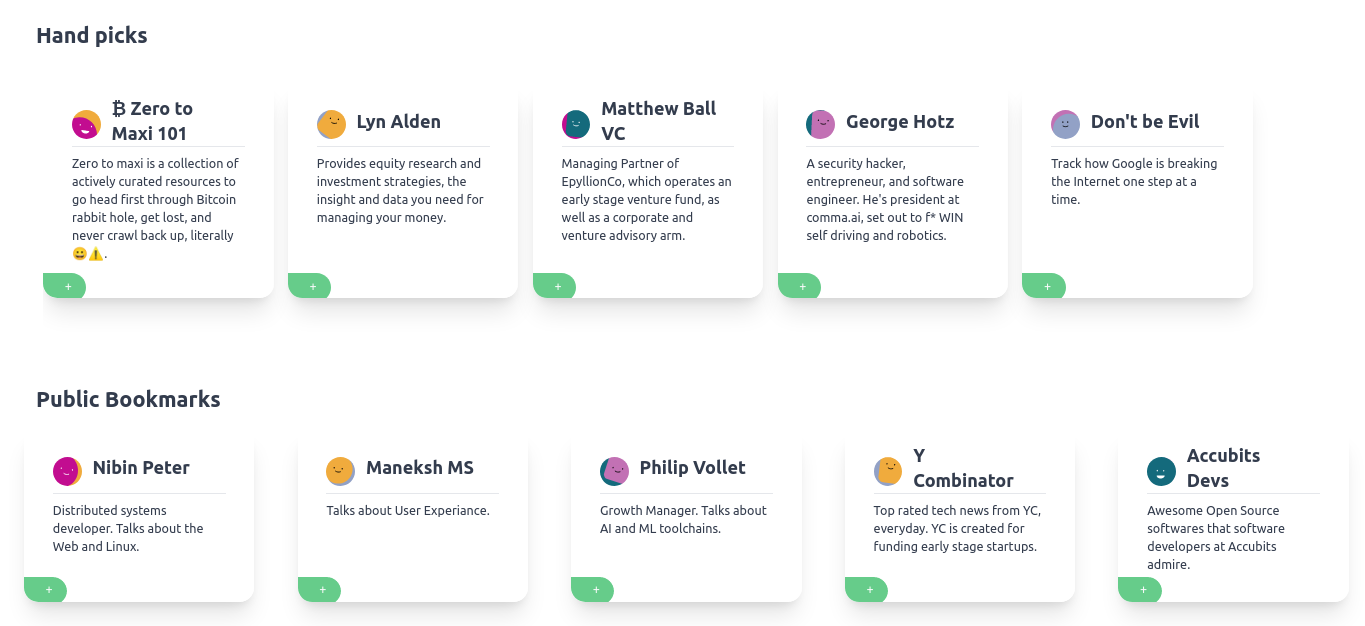 Hand picks
₿ Zero to
Maxi 101
Zero to maxi is a collection of
actively curated resources to
go head first through Bitcoin
rabbit hole, get lost, and
never crawl back up, literally
😀⚠️.
+
Lyn Alden
Provides equity research and
investment strategies, the
insight and data you need for
managing your money.
+
Matthew Ball
VC
Managing Partner of
EpyllionCo, which operates an
early stage venture fund, as
well as a corporate and
venture advisory arm.
+
George Hotz
A security hacker,
entrepreneur, and software
engineer. He's president at
comma.ai, set out to f* WIN
self driving and robotics.
+
Don't be Evil
Track how Google is breaking
the Internet one step at a
time.
+
Public Bookmarks
Nibin Peter
Distributed systems
developer. Talks about the
Web and Linux.
+
Maneksh MS
Talks about User Experiance.
+
Philip Vollet
Growth Manager. Talks about
AI and ML toolchains.
+
Y
Combinator
Top rated tech news from YC,
everyday. YC is created for
funding early stage startups.
+
Accubits
Devs
Awesome Open Source
softwares that software
developers at Accubits
admire.
+